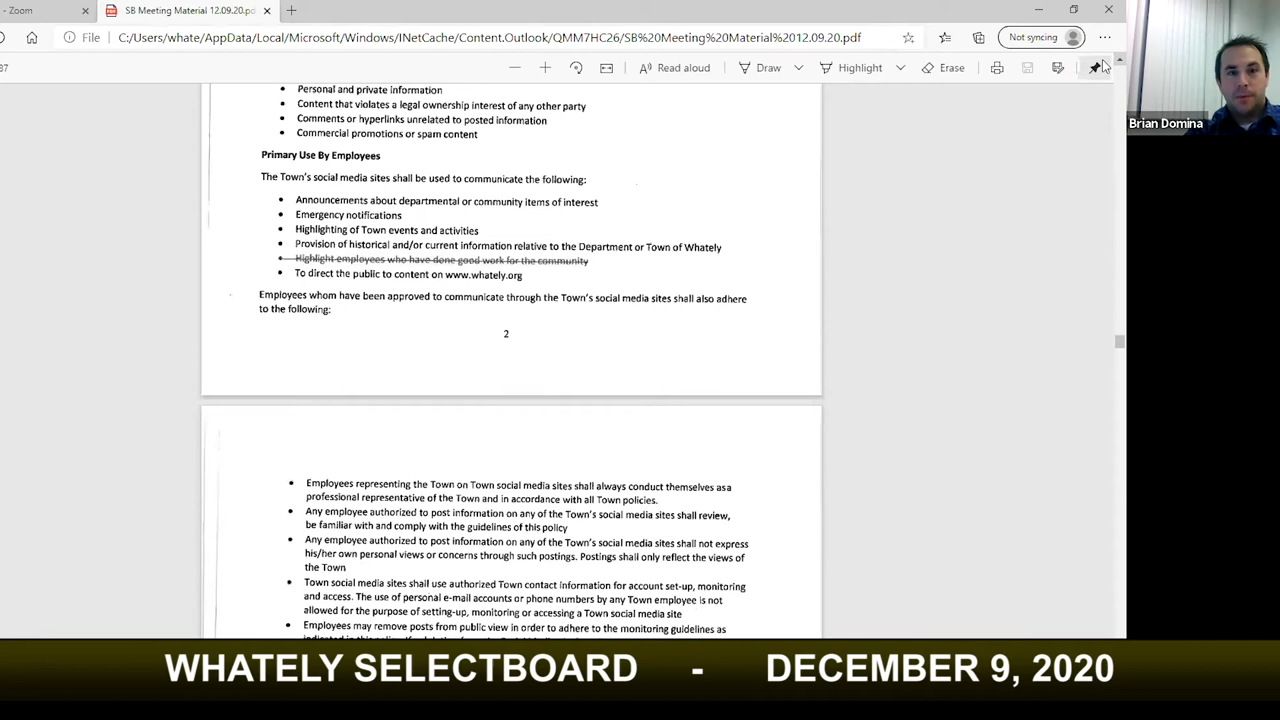 - Zoom
SB Meeting Material 12.09.20.pd
File
C:/Users/whate/AppData/Local/Microsoft/Windows/INetCache/Content.Outlook/QMM7HC26/SB%20Meeting%20Material%2012.09.20.pdf
Not syncing
37
Read aloud
Draw
Highlight
Erase
Brian Domina
• Personal and private information
• Content that violates a legal ownership interest of any other party
• Comments or hyperlinks unrelated to posted information
• Commercial promotions or spam content
Primary Use By Employees
The Town's social media sites shall be used to communicate the following:
• Announcements about departmental or community items of interest
• Emergency notifications
• Highlighting of Town events and activities
• Provision of historical and/or current information relative to the Department or Town of Whately
• Highlight employees who have done good work for the community
• To direct the public to content on www.whately.org
Employees whom have been approved to communicate through the Town's social media sites shall also adhere
to the following:
2
• Employees representing the Town on Town social media sites shall always conduct themselves as a
professional representative of the Town and in accordance with all Town policies.
• Any employee authorized to post information on any of the Town's social media sites shall review,
be familiar with and comply with the guidelines of this policy
• Any employee authorized to post information on any of the Town's social media sites shall not express
his/her own personal views or concerns through such postings. Postings shall only reflect the views of
the Town
• Town social media sites shall use authorized Town contact information for account set-up, monitoring
and access. The use of personal e-mail accounts or phone numbers by any Town employee is not
allowed for the purpose of setting-up, monitoring or accessing a Town social media site
• Employees may remove posts from public view in order to adhere to the monitoring guidelines as
WHATELY SELECTBOARD - DECEMBER 9, 2020